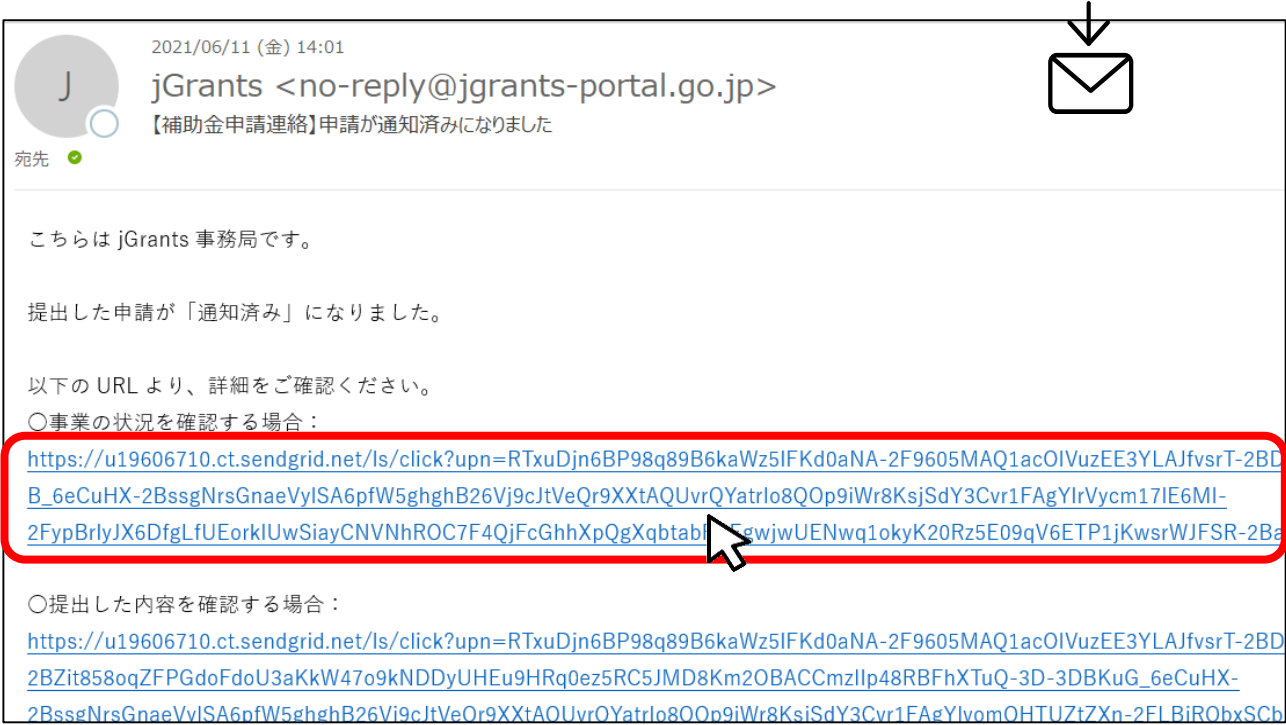 J
2021/06/11 (金) 14:01
jGrants <no-reply@jgrants-portal.go.jp>
【補助金申請連絡】申請が通知済みになりました
宛先
こちらは jGrants 事務局です。
提出した申請が「通知済み」になりました。
以下の URL より、詳細をご確認ください。
〇事業の状況を確認する場合：
https://u19606710.ct.sendgrid.net/ls/click?upn=RTxuDjn6BP98q89B6kaWz5IFKd0aNA-2F9605MAQ1acOIVuzEE3YLAJfvsrT-2BD
B_6eCuHX-2BssgNrsGnaeVyISA6pfW5ghghB26Vj9cJtVeQr9XXtAQUvrQYatrIo8QOp9iWr8KsjSdY3Cvr1FAgYIrVycm17IE6MI-
2FypBrIyJX6DfgLfUEorkIUwSiayCNVNhROC7F4QjFcGhhXpQgXqbtab gwjwUENwq1okyK20Rz5E09qV6ETP1jKwsrWJFSR-2Ba
〇提出した内容を確認する場合：
https://u19606710.ct.sendgrid.net/ls/click?upn=RTxuDjn6BP98q89B6kaWz5IFKd0aNA-2F9605MAQ1acOIVuzEE3YLAJfvsrT-2BD
2BZit858oqZFPGdoFdoU3aKkW47o9kNDDyUHEu9HRq0ez5RC5JMD8Km2OBACCmzIIp48RBFhXTuQ-3D-3DBKuG_6eCuHX-
2BssgNrsGnaeVyISA6pfW5ghghB26Vj9cJtVeQr9XXtAQUvrQYatrIo8QOp9iWr8KsjSdY3Cvr1FAgYIvomOHTUZtZXn-2FLBjRObxSCIv